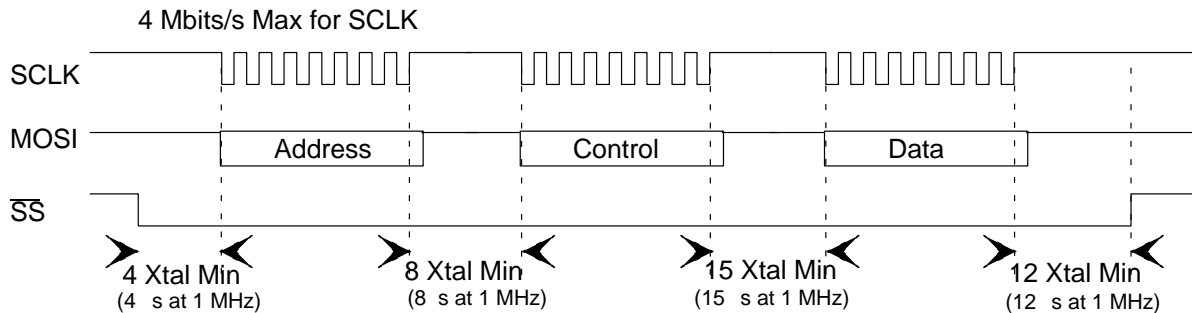 4 Mbits/s Max for SCLK
SCLK
MOSI
Address
Control
Data
SS
4 Xtal Min
(4 s at 1 MHz)
8 Xtal Min
(8 s at 1 MHz)
15 Xtal Min
(15 s at 1 MHz)
12 Xtal Min
(12 s at 1 MHz)